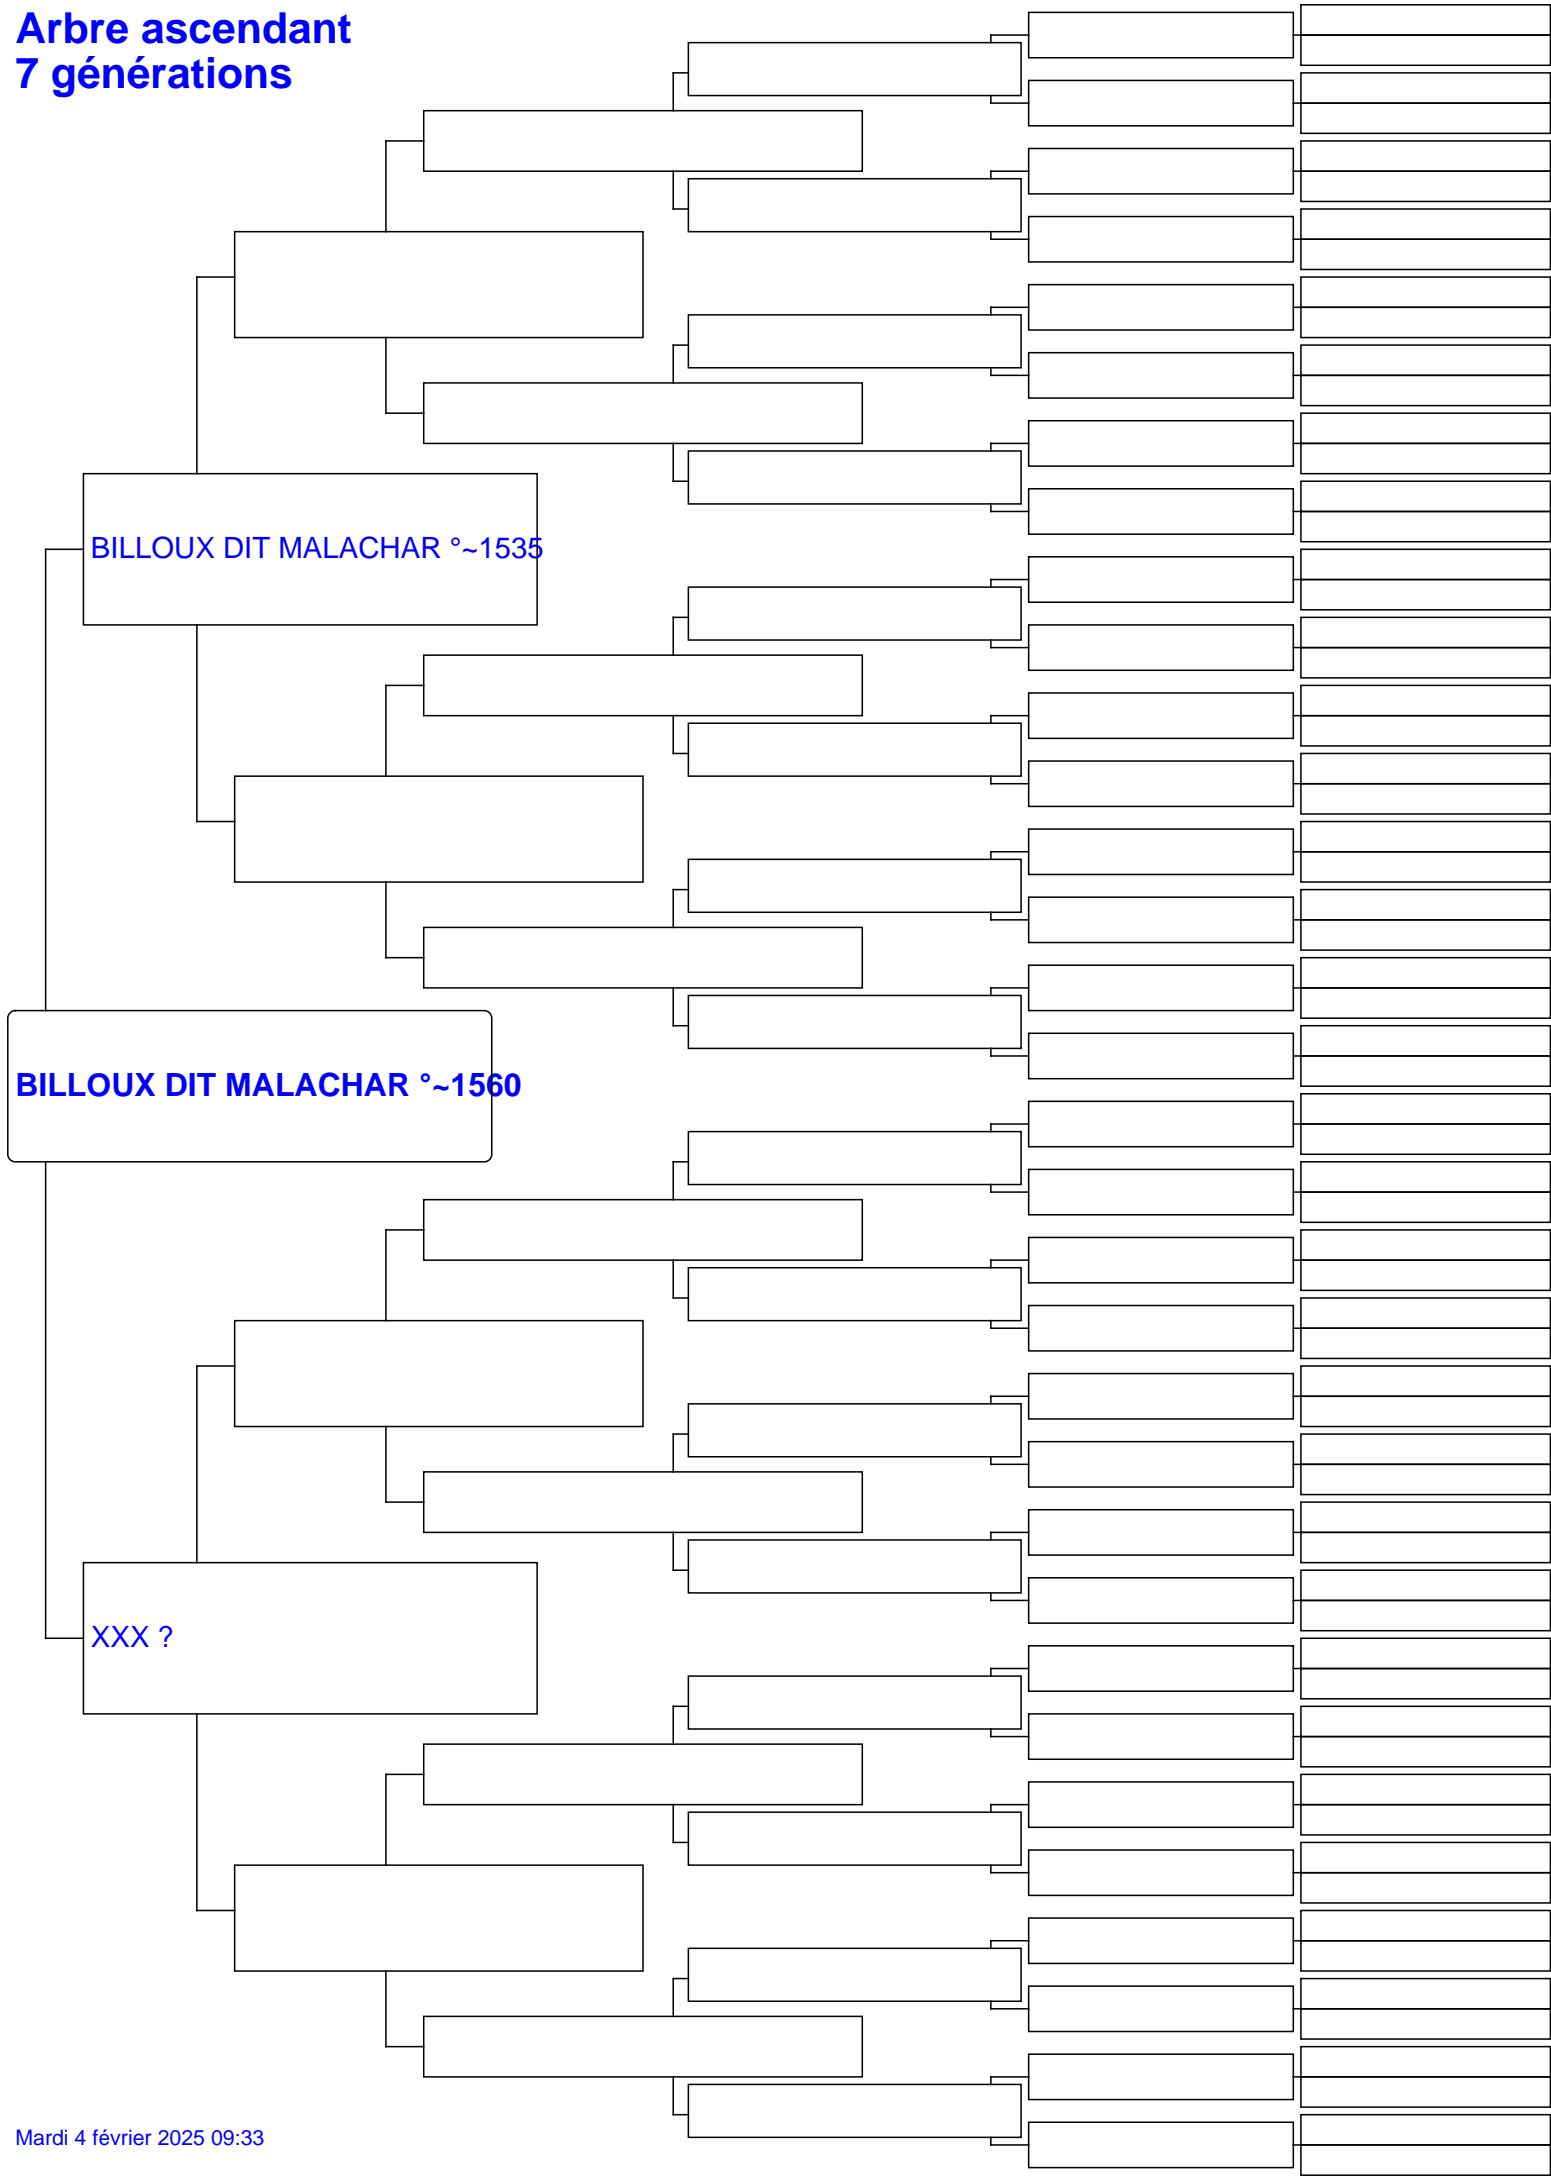 Arbre ascendant
7 générations
BILLOUX DIT MALACHAR °~1535
BILLOUX DIT MALACHAR °~1560
XXX ?
Mardi 4 février 2025 09:33